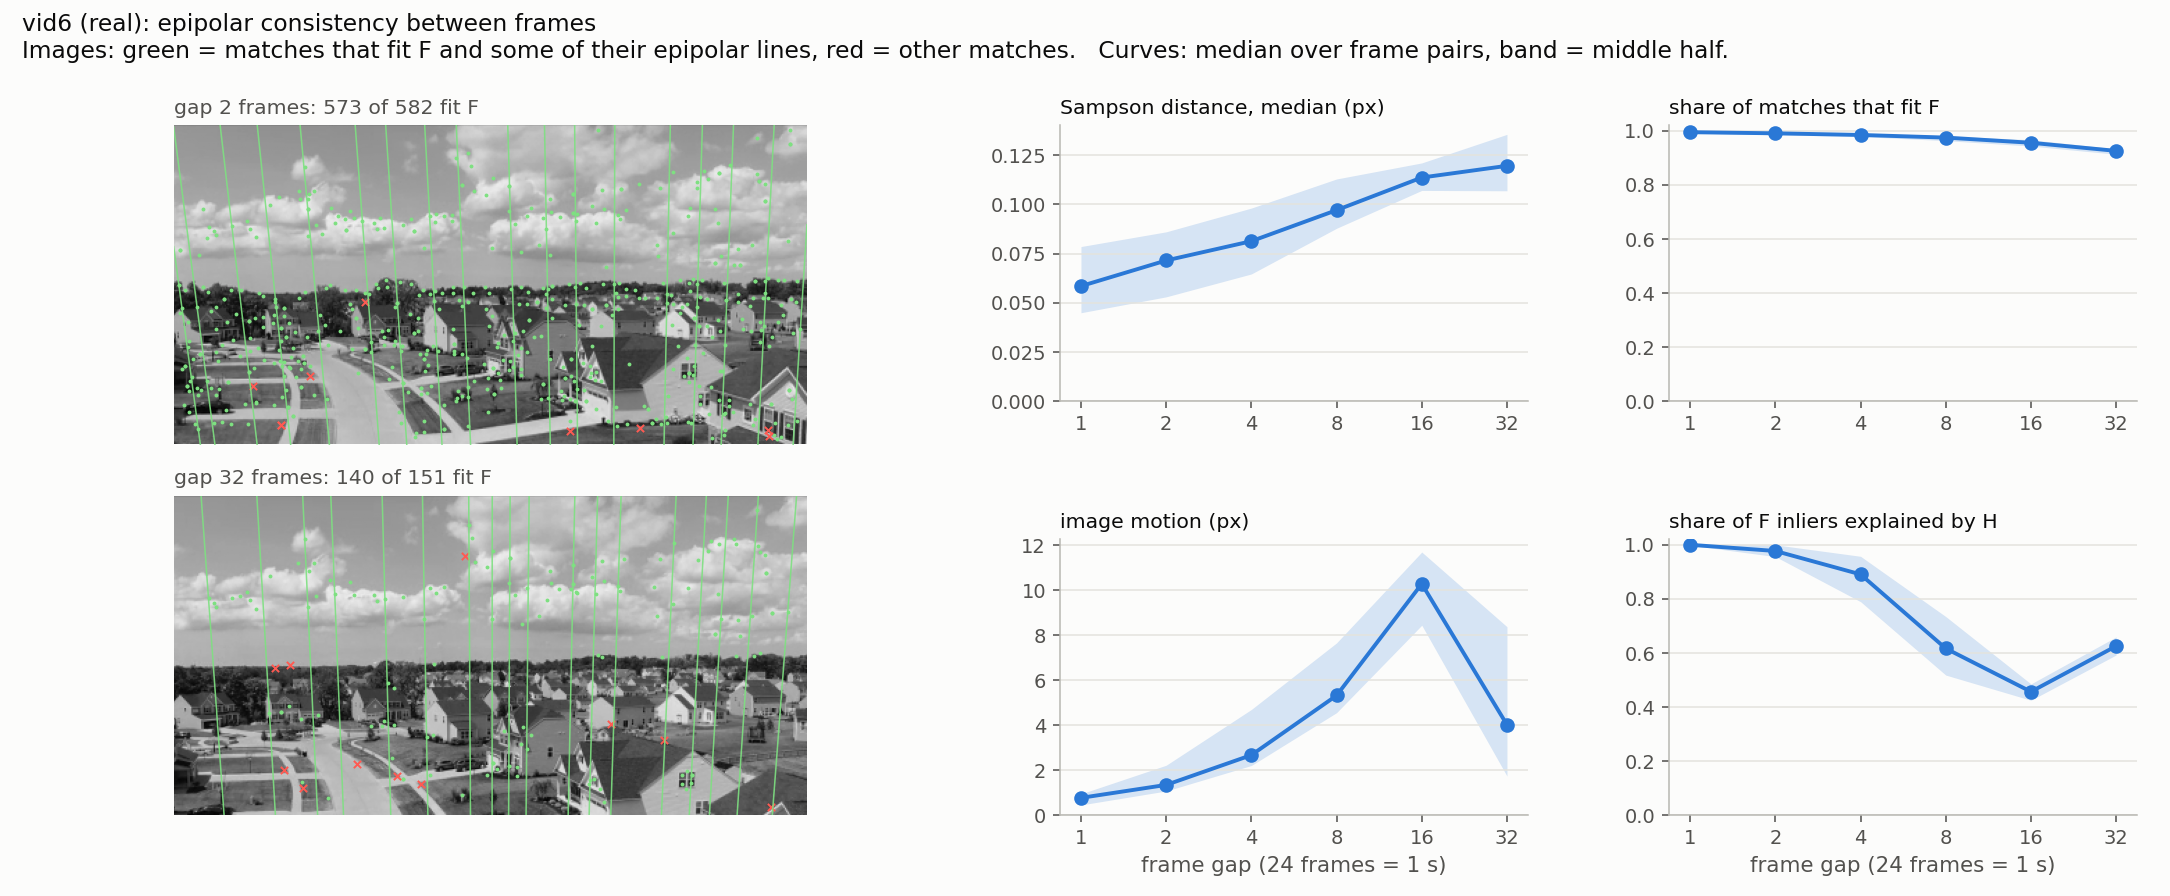 vid6 (real): epipolar consistency between frames
Images: green = matches that fit F and some of their epipolar lines, red = other matches.   Curves: median over frame pairs, band = middle half.
gap 2 frames: 573 of 582 fit F
Sampson distance, median (px)
0.125
0.100
0.075
0.050
0.025
0.000
1 2 4 8 16 32
share of matches that fit F
1.0
0.8
0.6
0.4
0.2
0.0
1 2 4 8 16 32
gap 32 frames: 140 of 151 fit F
image motion (px)
12
10
8
6
4
2
0
1 2 4 8 16 32
frame gap (24 frames = 1 s)
share of F inliers explained by H
1.0
0.8
0.6
0.4
0.2
0.0
1 2 4 8 16 32
frame gap (24 frames = 1 s)